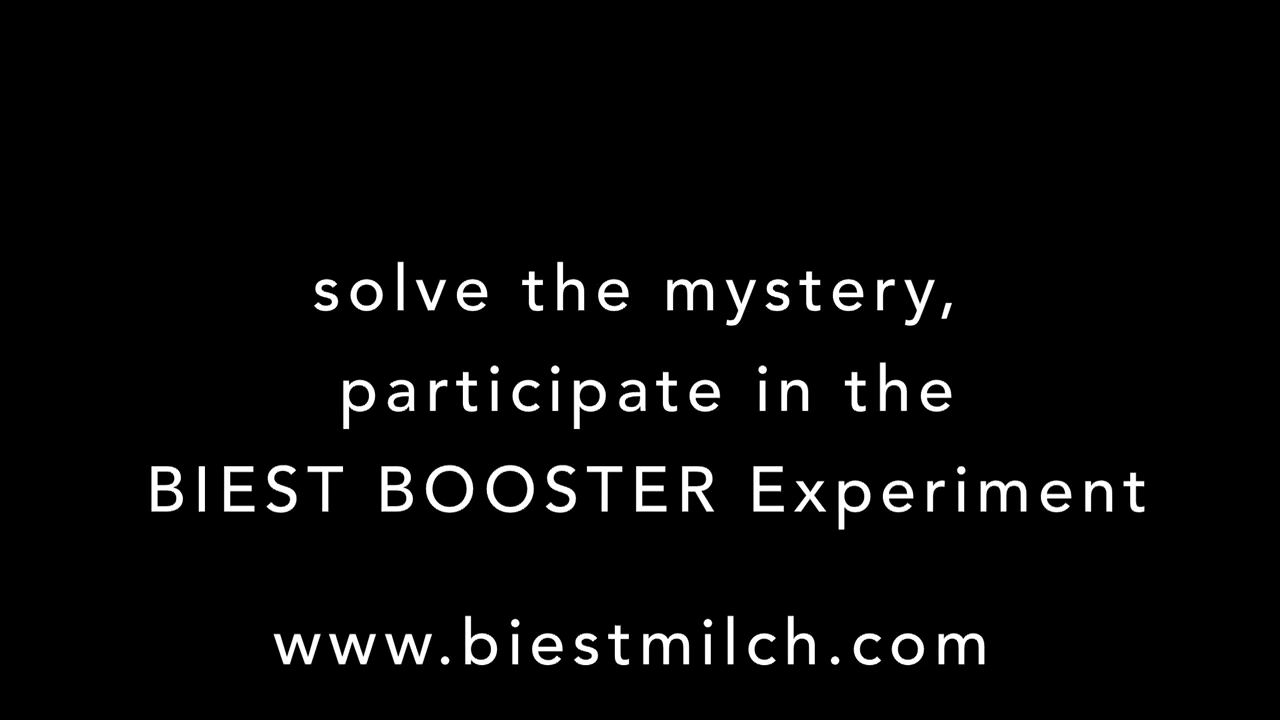 solve the mystery,
participate in the
BIEST BOOSTER Experiment
www.biestmilch.com